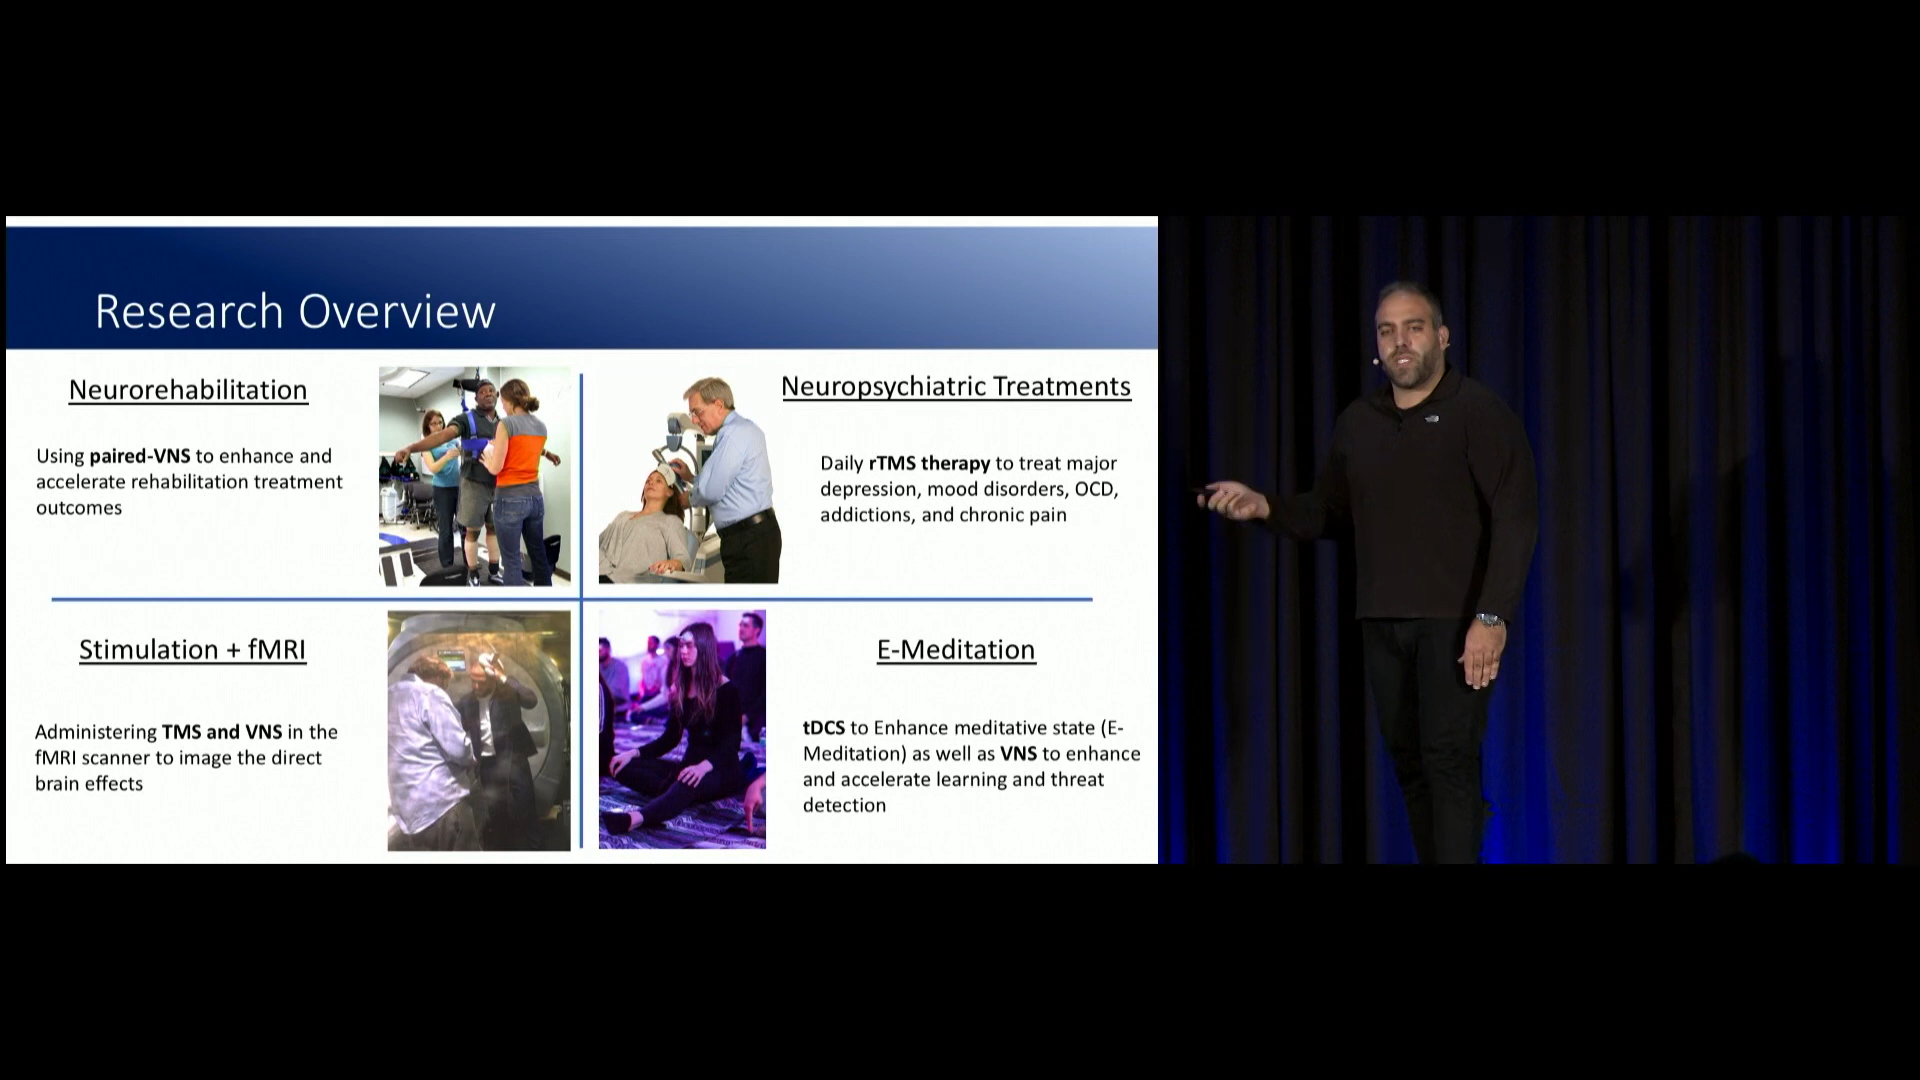 Research Overview
Neurorehabilitation
Using paired-VNS to enhance and
accelerate rehabilitation treatment
outcomes
Neuropsychiatric Treatments
Daily rTMS therapy to treat major
depression, mood disorders, OCD,
addictions, and chronic pain
Stimulation + fMRI
Administering TMS and VNS in the
fMRI scanner to image the direct
brain effects
E-Meditation
tDCS to Enhance meditative state (E-
Meditation) as well as VNS to enhance
and accelerate learning and threat
detection